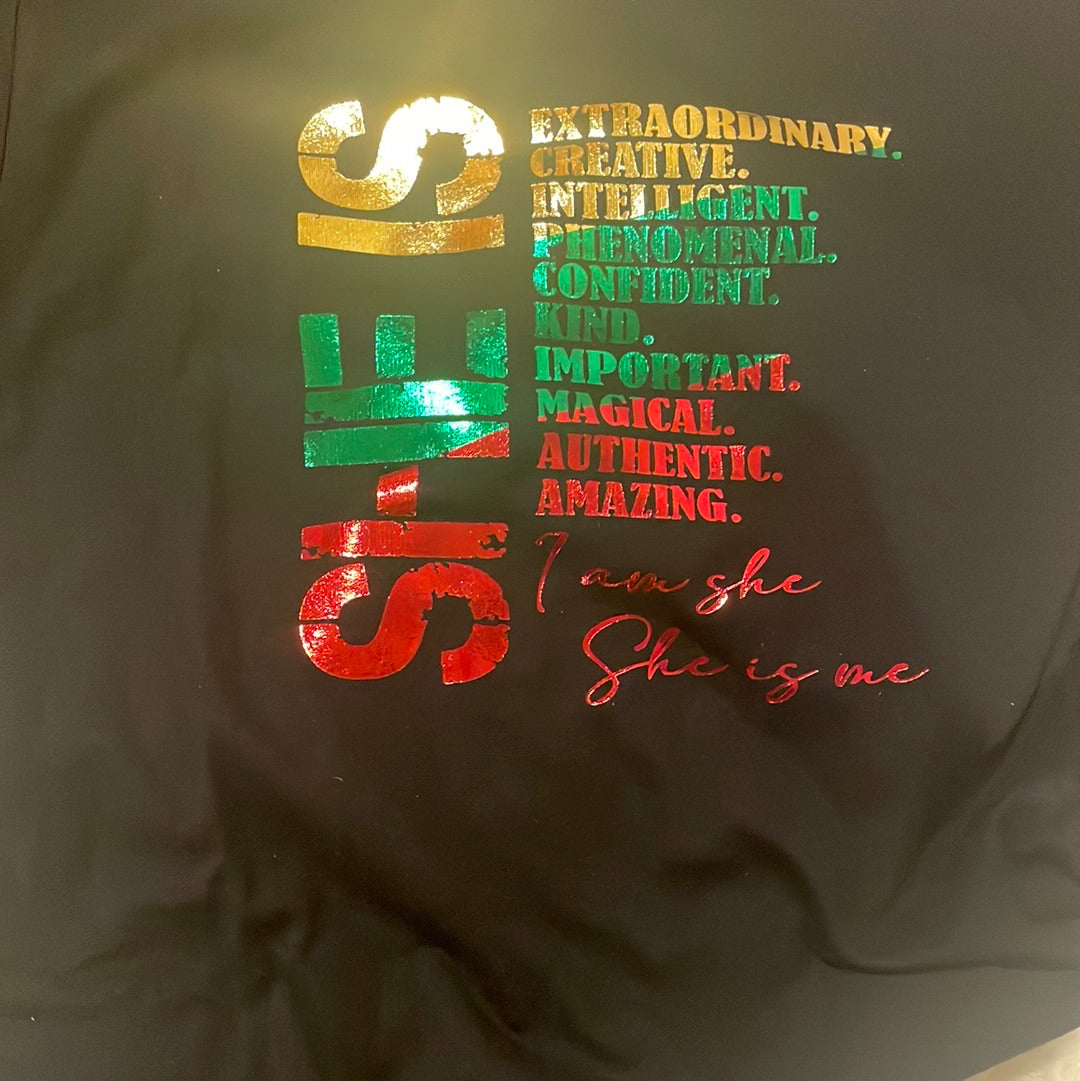 SHE IS
EXTRAORDINARY.
CREATIVE.
INTELLIGENT.
PHENOMENAL.
CONFIDENT.
KIND.
IMPORTANT.
MAGICAL.
AUTHENTIC.
AMAZING.
I am she
She is me